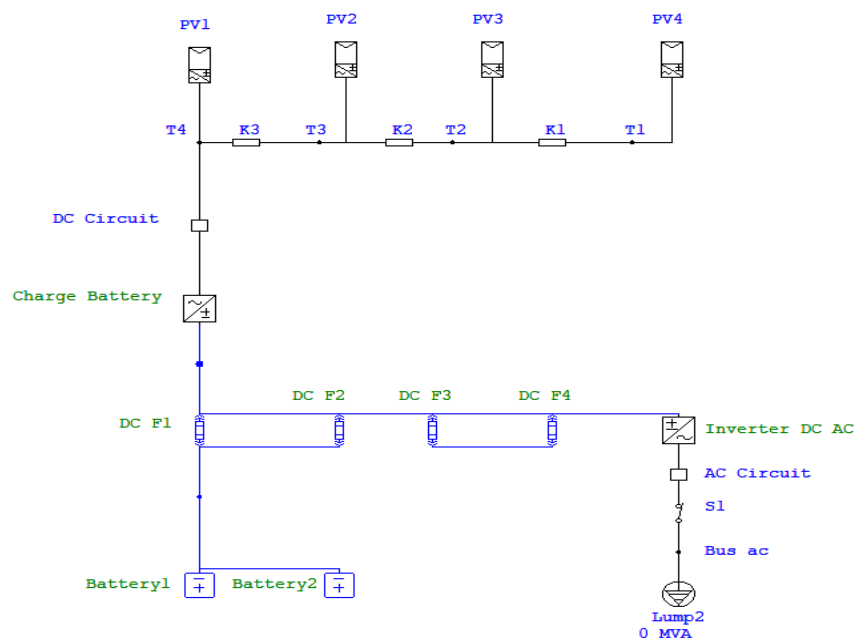 PV1 PV2 PV3 PV4
T4 K3 T3 K2 T2 K1 T1
DC Circuit
Charge Battery
DC F1 DC F2 DC F3 DC F4
Inverter DC AC
AC Circuit
S1
Bus ac
Battery1 Battery2
Lump2
0 MVA